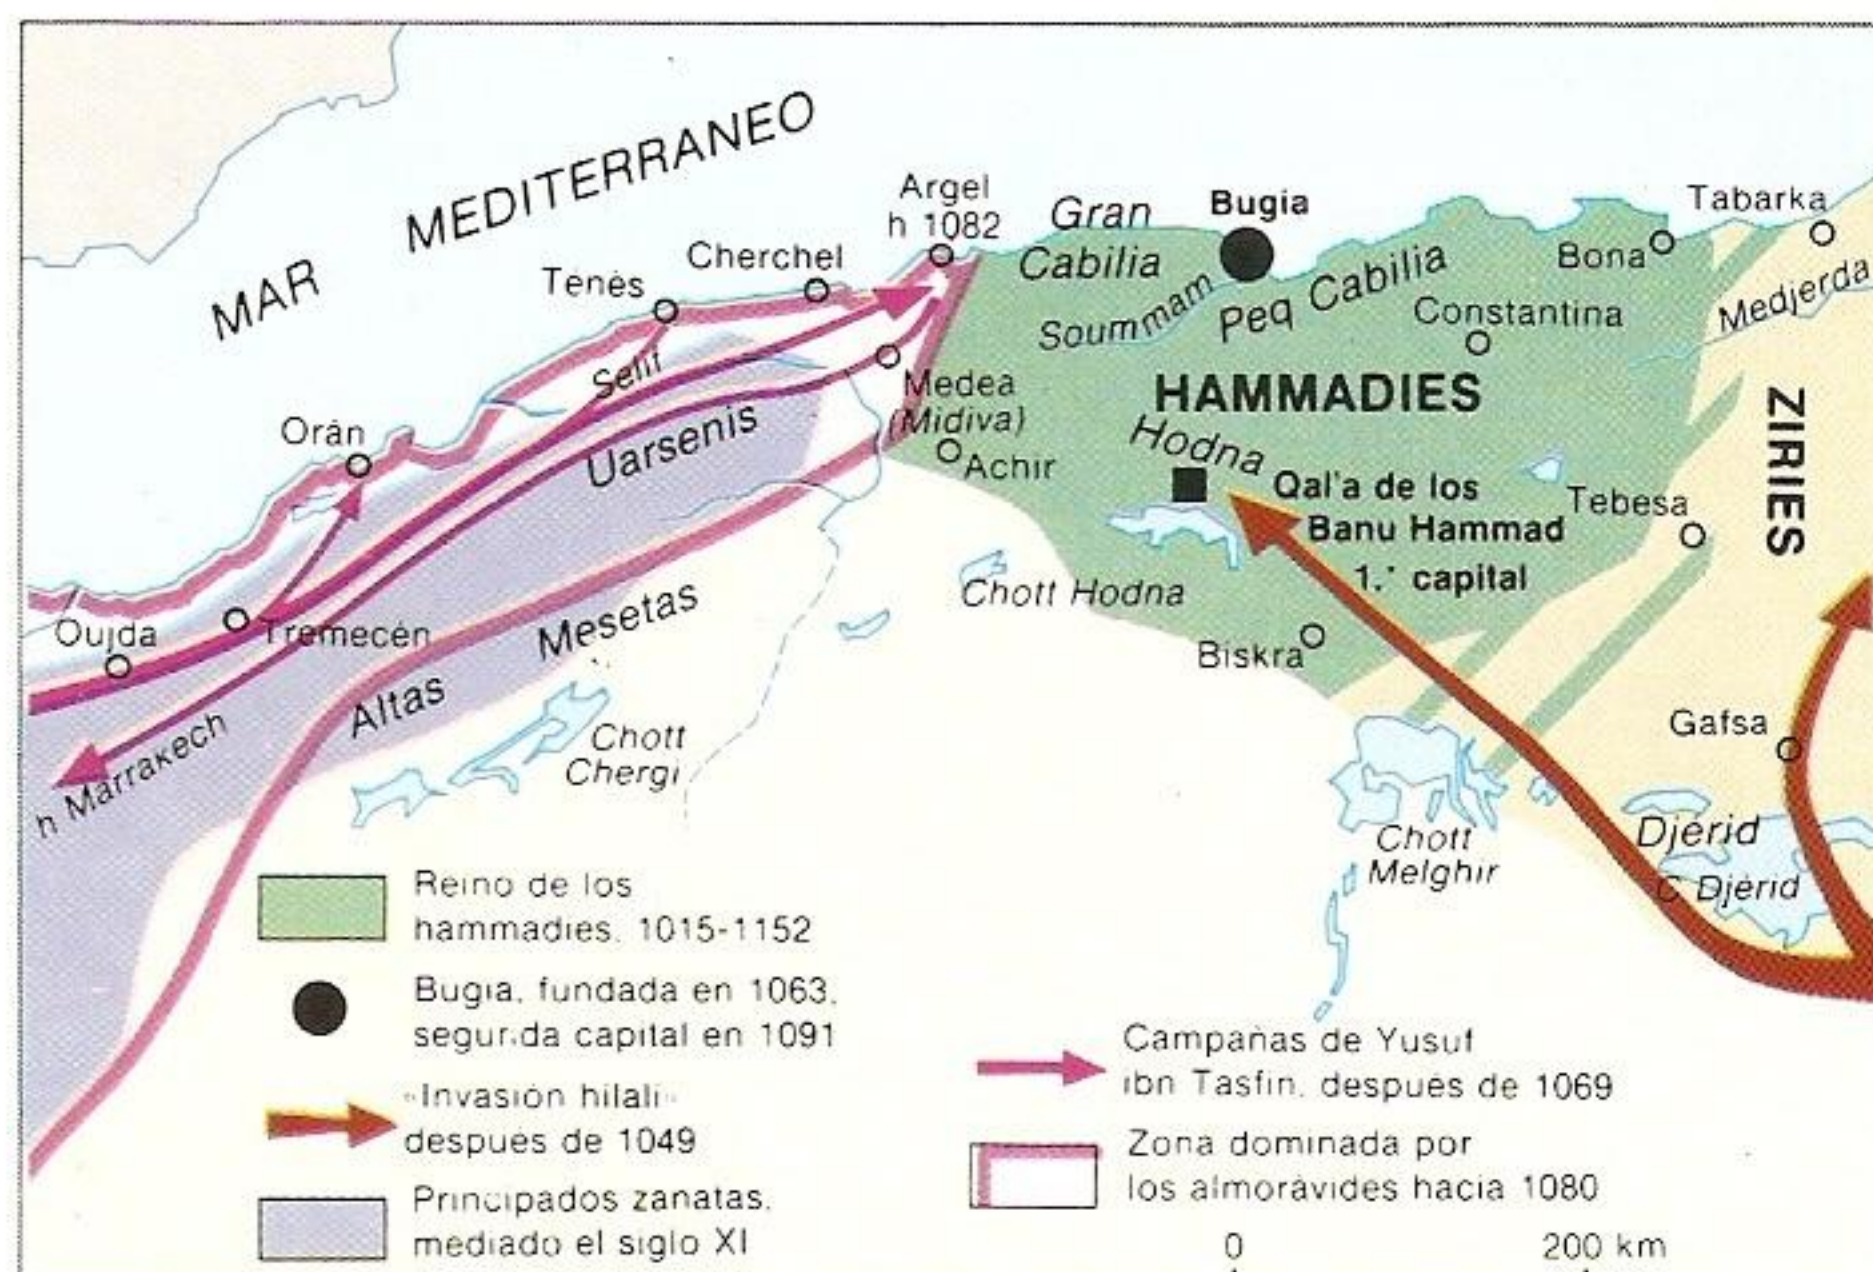 MAR MEDITERRANEO
Argel
h 1082
Gran
Cabilia
Bugia
Tabarka
Cherchel
Ténès
Bona
Medjerda
Soummam
Peq Cabilia
Constantina
Selif
Medea
(Midiva)
HAMMADIES
ZIRIES
Orán
Uarsenis
Achir
Hodna
Qal'a de los
Banu Hammad
1.ª capital
Tebesa
Chott Hodna
Oujda
Tremecén
Altas Mesetas
Biskra
h Marrakech
Chott
Chergi
Gafsa
Chott
Melghir
Djérid
C Djérid
Reino de los
hammadies, 1015-1152
Bugia, fundada en 1063,
segunda capital en 1091
«Invasión hilali»
después de 1049
Principados zanatas,
mediado el siglo XI
Campañas de Yusuf
ibn Tasfin, después de 1069
Zona dominada por
los almorávides hacia 1080
0 200 km